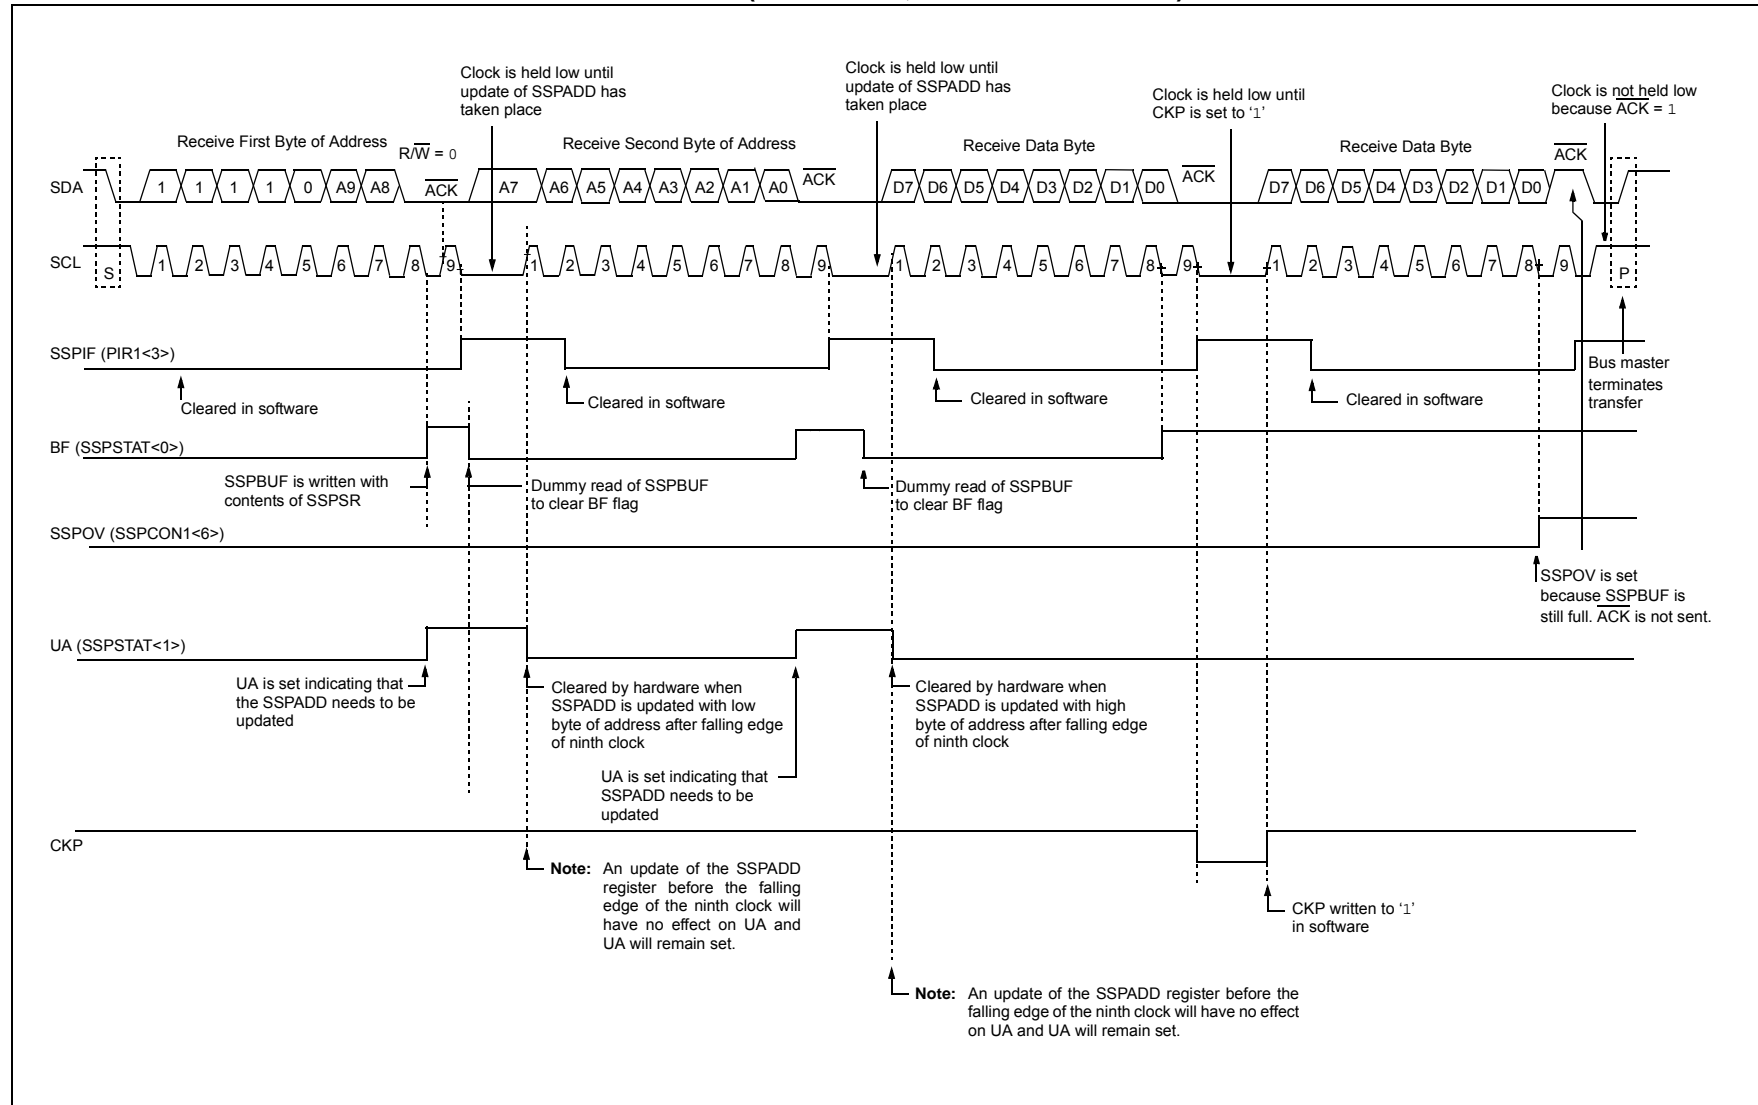 Clock is held low until
update of SSPADD has
taken place
Clock is held low until
update of SSPADD has
taken place
Clock is held low until
CKP is set to ‘1’
Clock is not held low
because ACK = 1
Receive First Byte of Address
R/W = 0
Receive Second Byte of Address
Receive Data Byte
Receive Data Byte
ACK
ACK
ACK
ACK
SDA
1 1 1 1 0 A9 A8
A7 A6 A5 A4 A3 A2 A1 A0
D7 D6 D5 D4 D3 D2 D1 D0
D7 D6 D5 D4 D3 D2 D1 D0
SCL
S
1 2 3 4 5 6 7 8 9
1 2 3 4 5 6 7 8 9
1 2 3 4 5 6 7 8 9
1 2 3 4 5 6 7 8 9
P
SSPIF (PIR1<3>)
Cleared in software
Cleared in software
Cleared in software
Cleared in software
Bus master
terminates
transfer
BF (SSPSTAT<0>)
SSPBUF is written with
contents of SSPSR
Dummy read of SSPBUF
to clear BF flag
Dummy read of SSPBUF
to clear BF flag
SSPOV (SSPCON1<6>)
SSPOV is set
because SSPBUF is
still full. ACK is not sent.
UA (SSPSTAT<1>)
UA is set indicating that
the SSPADD needs to be
updated
Cleared by hardware when
SSPADD is updated with low
byte of address after falling edge
of ninth clock
UA is set indicating that
SSPADD needs to be
updated
Cleared by hardware when
SSPADD is updated with high
byte of address after falling edge
of ninth clock
CKP
Note: An update of the SSPADD
register before the falling
edge of the ninth clock will
have no effect on UA and
UA will remain set.
CKP written to ‘1’
in software
Note: An update of the SSPADD register before the
falling edge of the ninth clock will have no effect
on UA and UA will remain set.